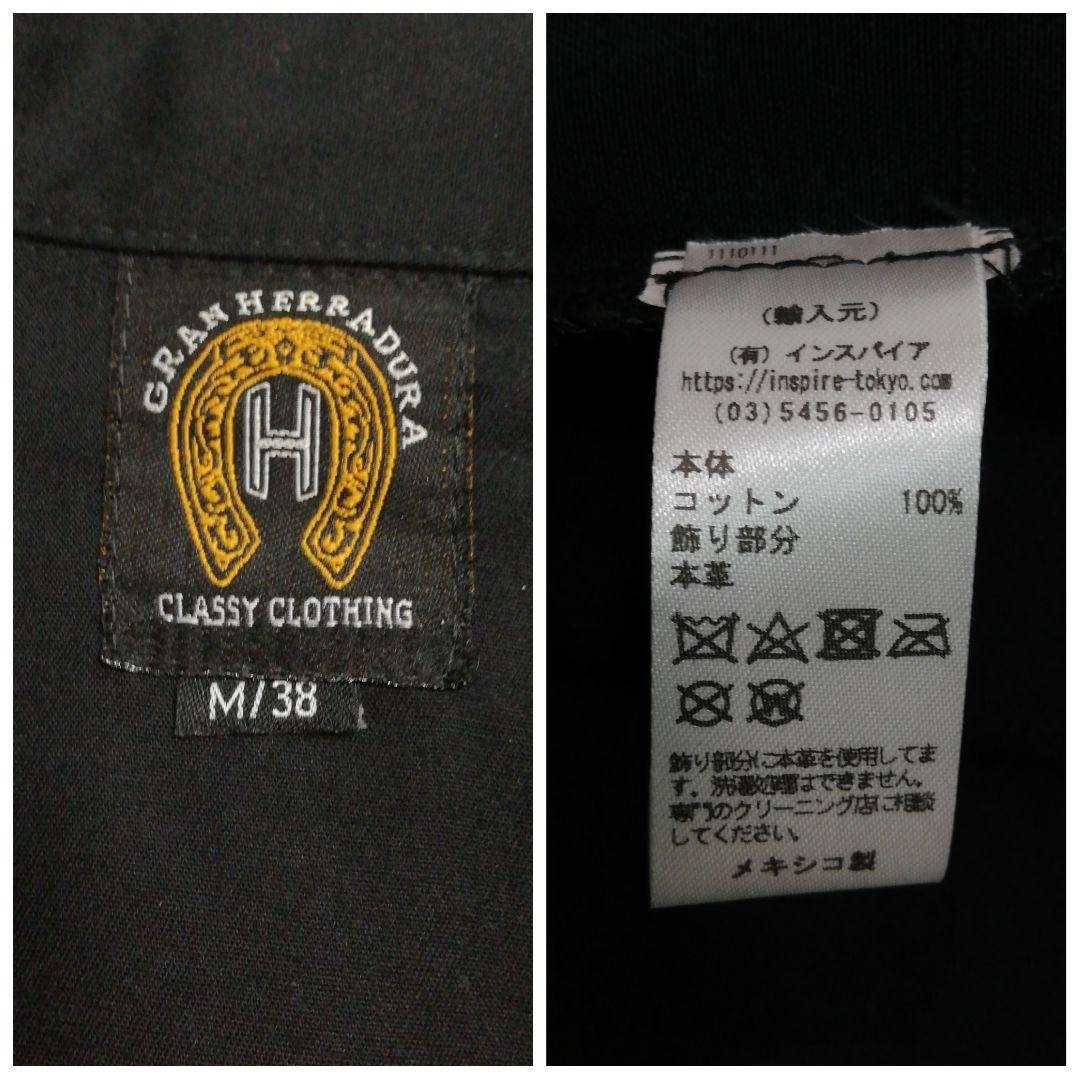 GRAN HERRADURA
H
CLASSY CLOTHING
M/38
1110111
(輸入元)
(有) インスパイア
https://inspire-tokyo.com
(03)5456-0105
本体
コットン 100%
飾り部分
本革
W
飾り部分に本革を使用してま
す。洗濯処理はできません。
専門のクリーニング店に相談
してください。
メキシコ製